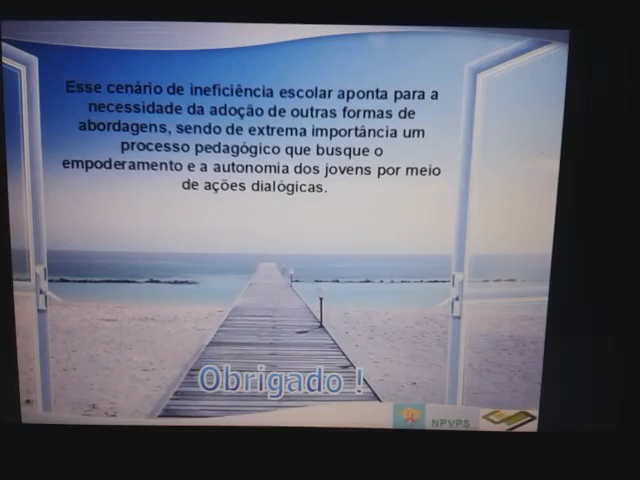 Esse cenário de ineficiência escolar aponta para a
necessidade da adoção de outras formas de
abordagens, sendo de extrema importância um
processo pedagógico que busque o
empoderamento e a autonomia dos jovens por meio
de ações dialógicas.
Obrigado !
NPVPS